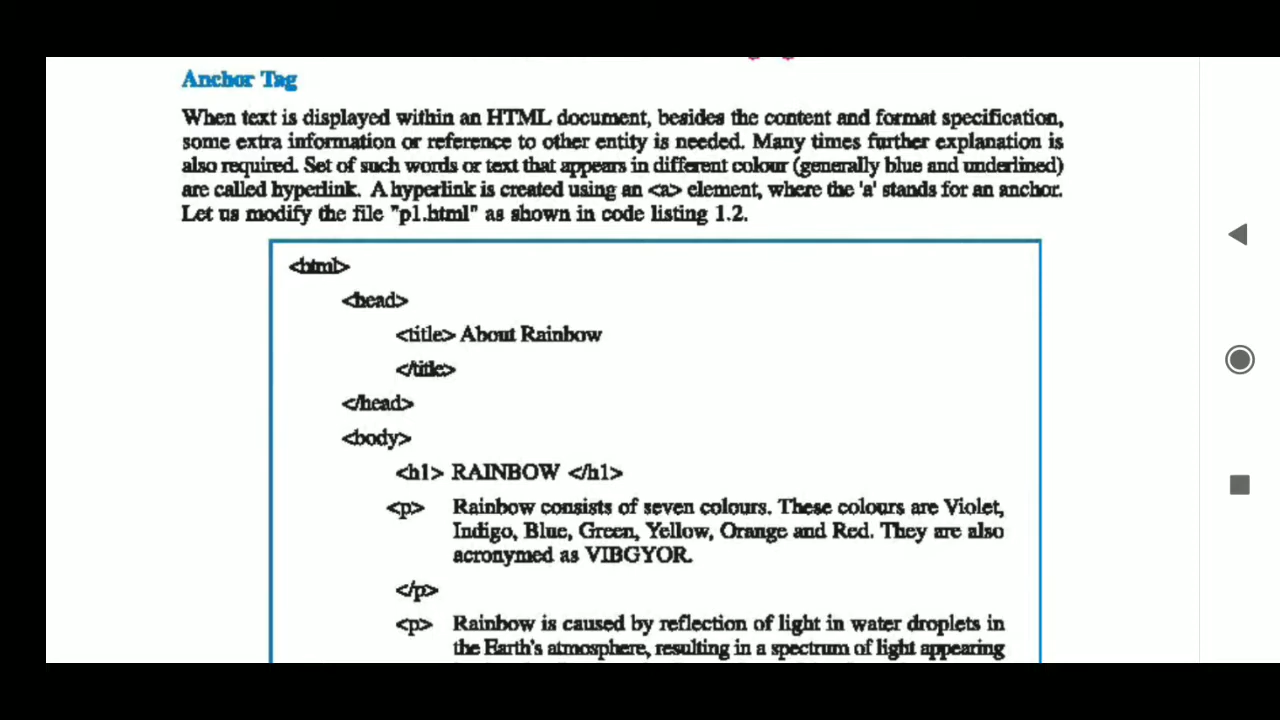 Anchor Tag
When text is displayed within an HTML document, besides the content and format specification,
some extra information or reference to other entity is needed. Many times further explanation is
also required. Set of such words or text that appears in different colour (generally blue and underlined)
are called hyperlink. A hyperlink is created using an <a> element, where the 'a' stands for an anchor.
Let us modify the file "p1.html" as shown in code listing 1.2.
<html>
<head>
<title> About Rainbow
</title>
</head>
<body>
<h1> RAINBOW </h1>
<p> Rainbow consists of seven colours. These colours are Violet,
Indigo, Blue, Green, Yellow, Orange and Red. They are also
acronymed as VIBGYOR.
</p>
<p> Rainbow is caused by reflection of light in water droplets in
the Earth's atmosphere, resulting in a spectrum of light appearing